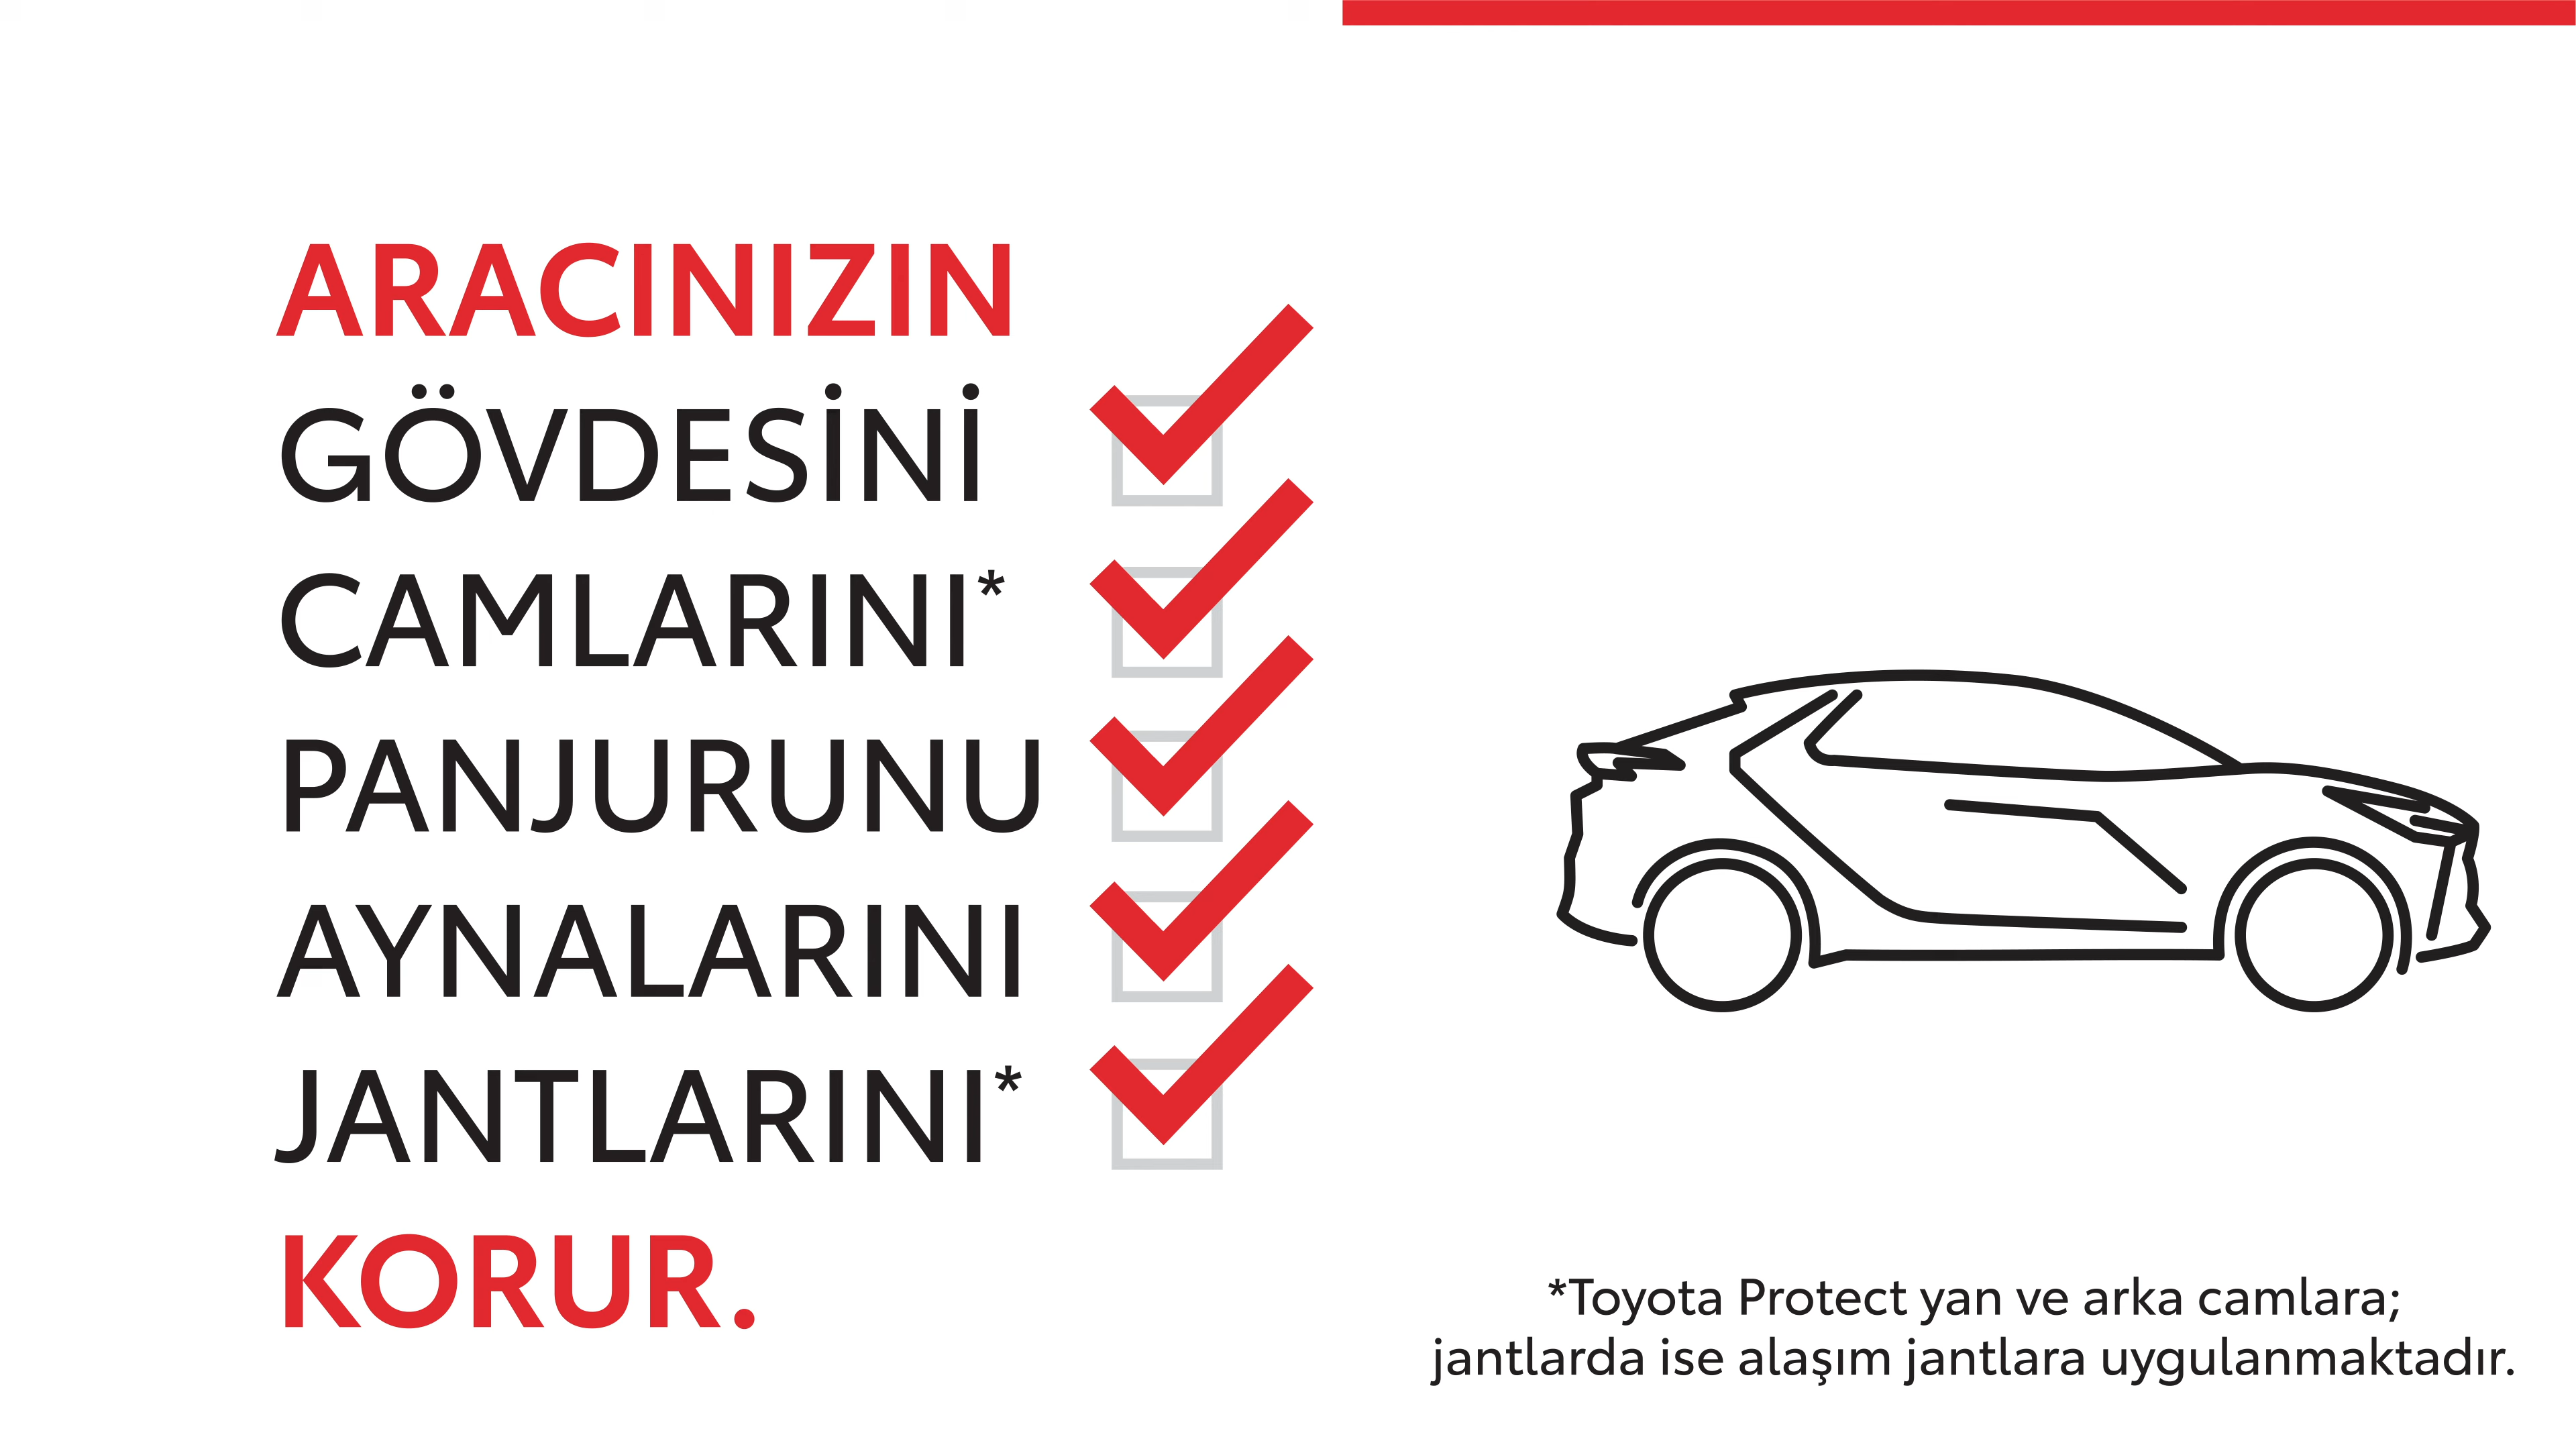 ARACINIZIN
GÖVDESİNİ
CAMLARINI*
PANJURUNU
AYNALARINI
JANTLARINI*
KORUR.
*Toyota Protect yan ve arka camlara;
jantlarda ise alaşım jantlara uygulanmaktadır.